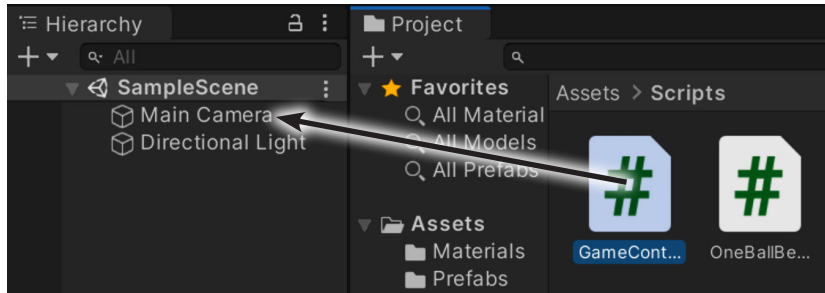 Hierarchy
All
SampleScene
Main Camera
Directional Light
Project
Favorites
All Material
All Models
All Prefabs
Assets
Materials
Prefabs
Assets > Scripts
#
#
GameCont...
OneBallBe...